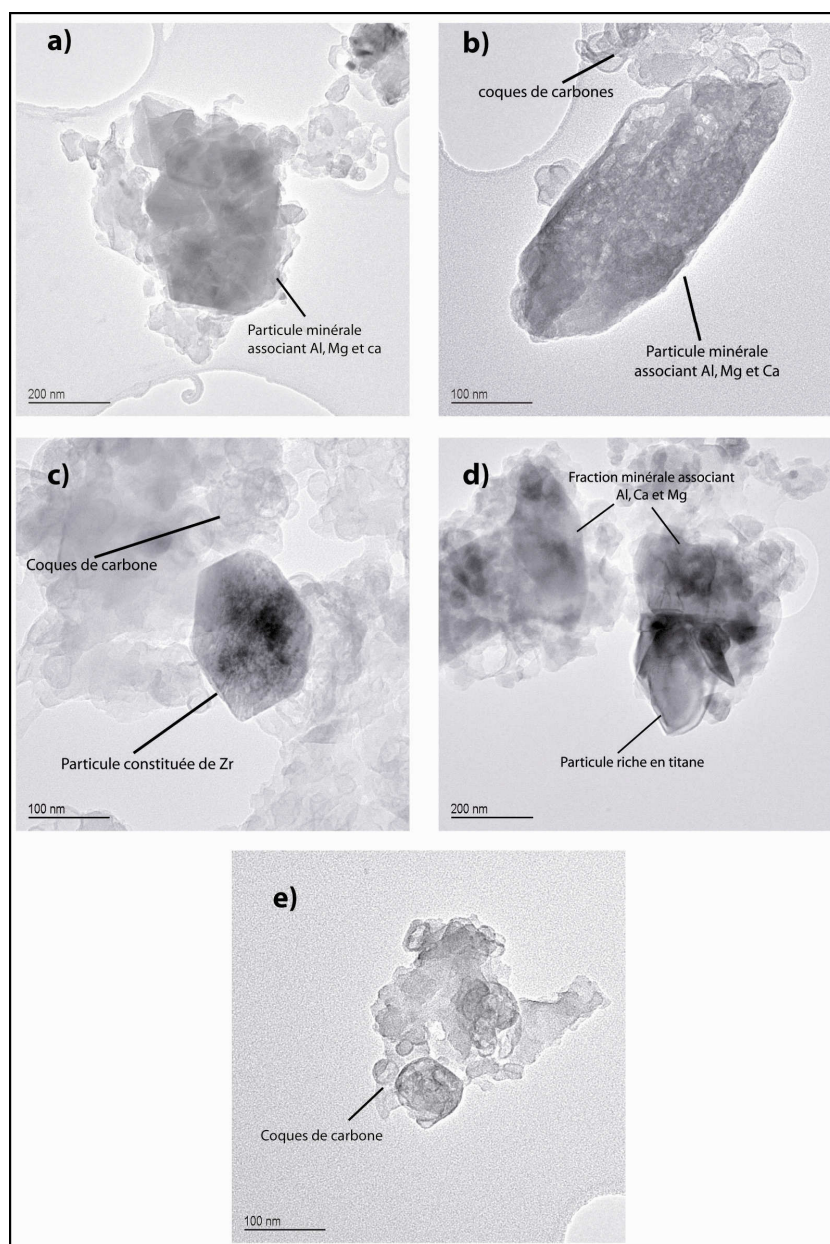 a)
Particule minérale
associant Al, Mg et ca
200 nm
b)
coques de carbones
Particule minérale
associant Al, Mg et Ca
100 nm
c)
Coques de carbone
Particule constituée de Zr
100 nm
d)
Fraction minérale associant
Al, Ca et Mg
Particule riche en titane
200 nm
e)
Coques de carbone
100 nm